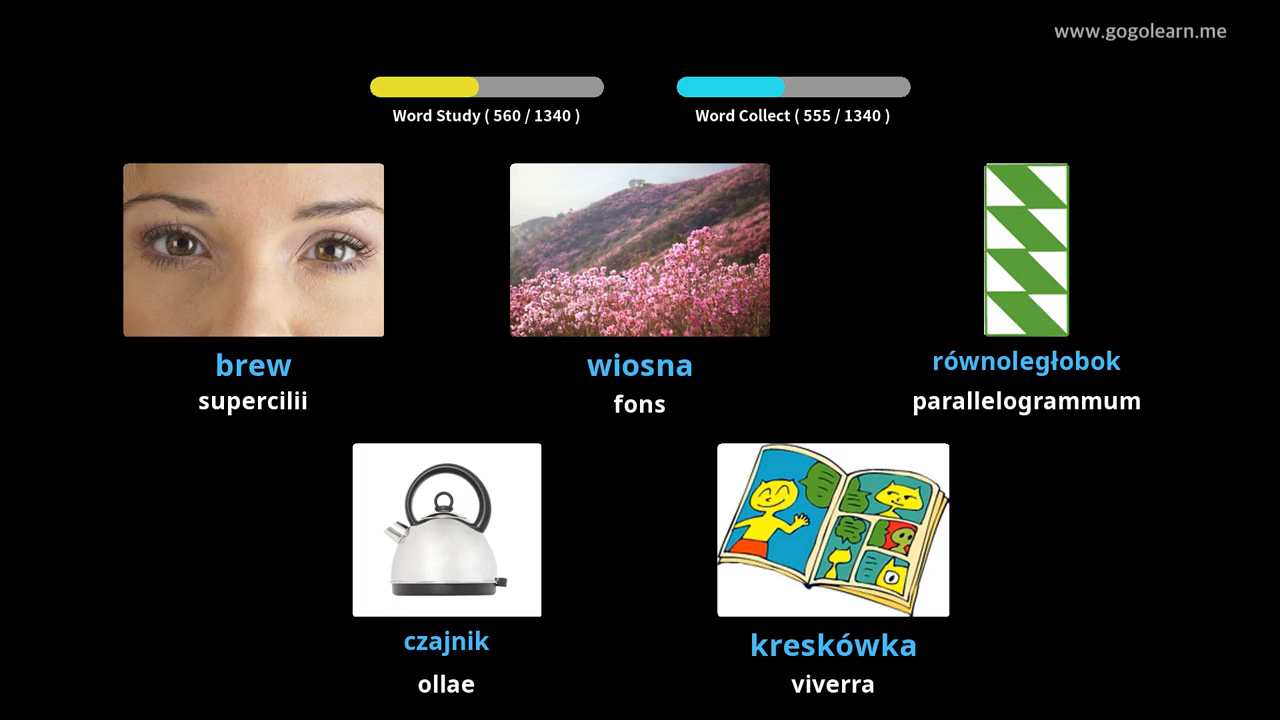 www.gogolearn.me
Word Study ( 560 / 1340 )
Word Collect ( 555 / 1340 )
brew
supercilii
wiosna
fons
równoległobok
parallelogrammum
czajnik
ollae
kreskówka
viverra